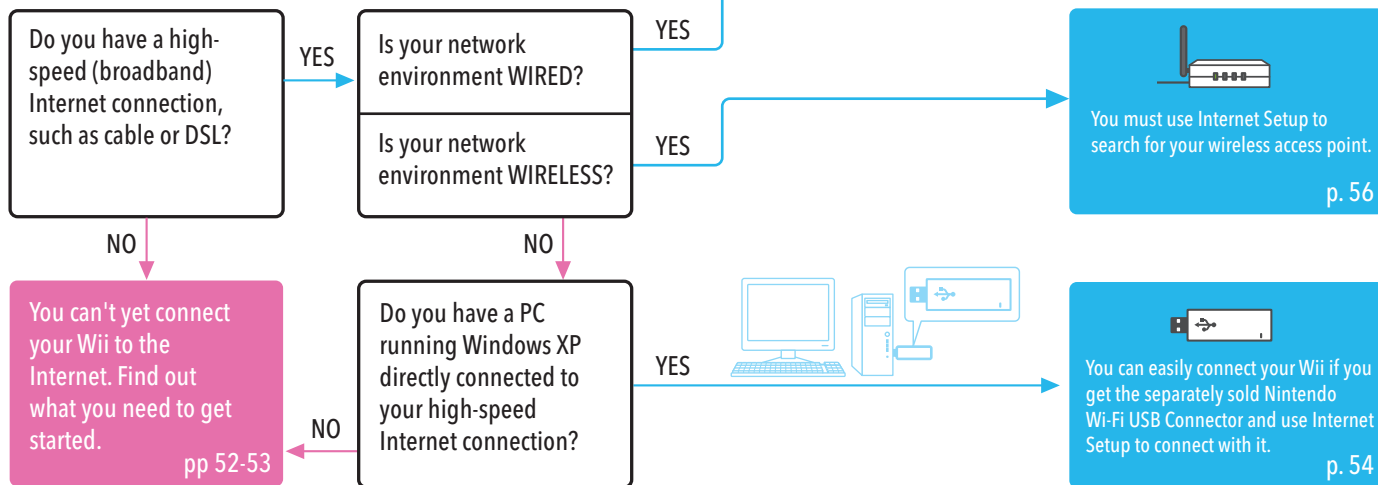 Do you have a high-
speed (broadband)
Internet connection,
such as cable or DSL?
YES
Is your network
environment WIRED?
YES
Is your network
environment WIRELESS?
YES
You must use Internet Setup to
search for your wireless access point.
p. 56
NO
NO
You can't yet connect
your Wii to the
Internet. Find out
what you need to get
started.
pp 52-53
NO
Do you have a PC
running Windows XP
directly connected to
your high-speed
Internet connection?
YES
You can easily connect your Wii if you
get the separately sold Nintendo
Wi-Fi USB Connector and use Internet
Setup to connect with it.
p. 54